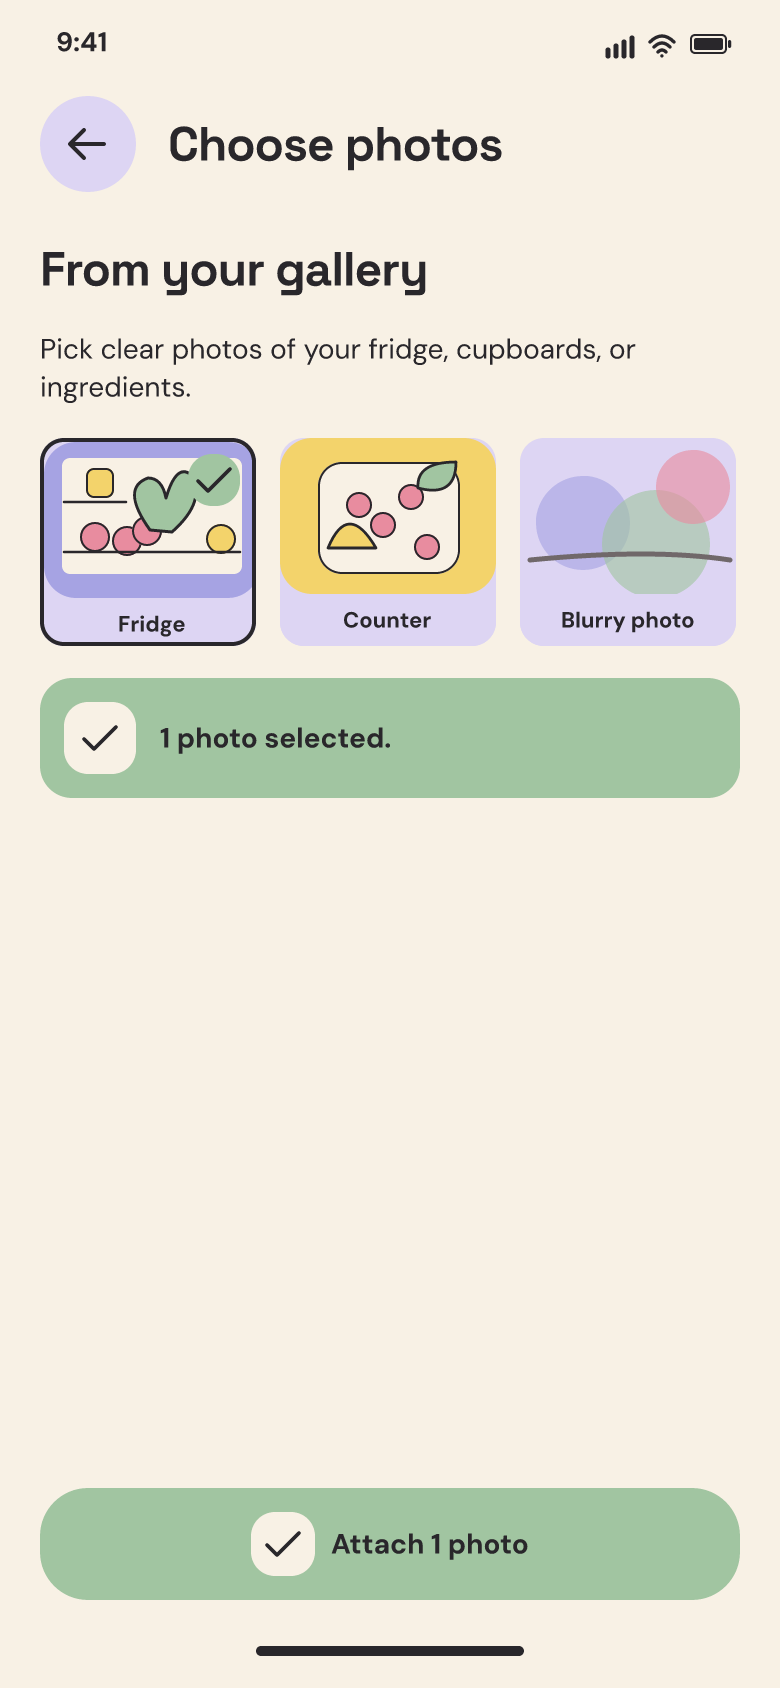 9:41
Choose photos
From your gallery
Pick clear photos of your fridge, cupboards, or
ingredients.
Fridge
Counter
Blurry photo
1 photo selected.
Attach 1 photo